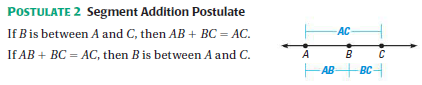 POSTULATE 2 Segment Addition Postulate
If B is between A and C, then AB + BC = AC.
If AB + BC = AC, then B is between A and C.
AC
A B C
AB BC